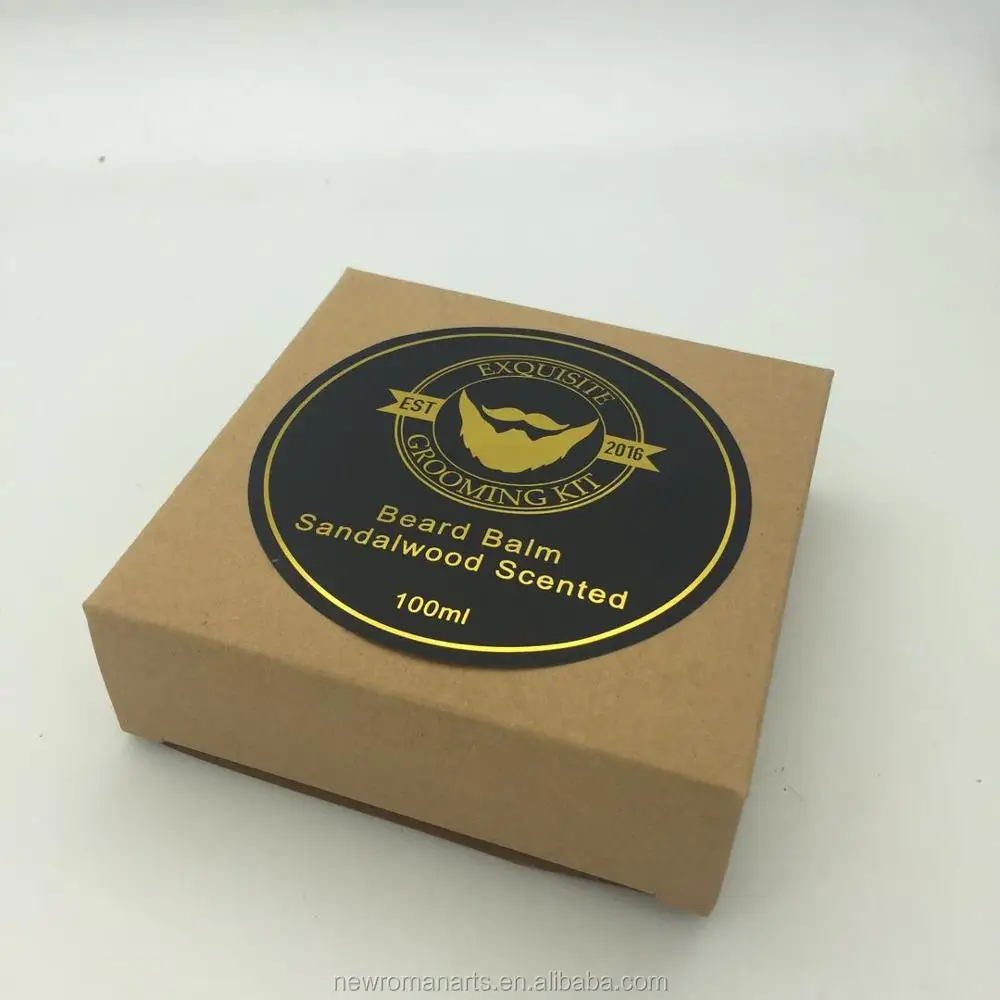 EXQUISITE
EST
2016
GROOMING KIT
Beard Balm
Sandalwood Scented
100ml
newromanarts.en.alibaba.com